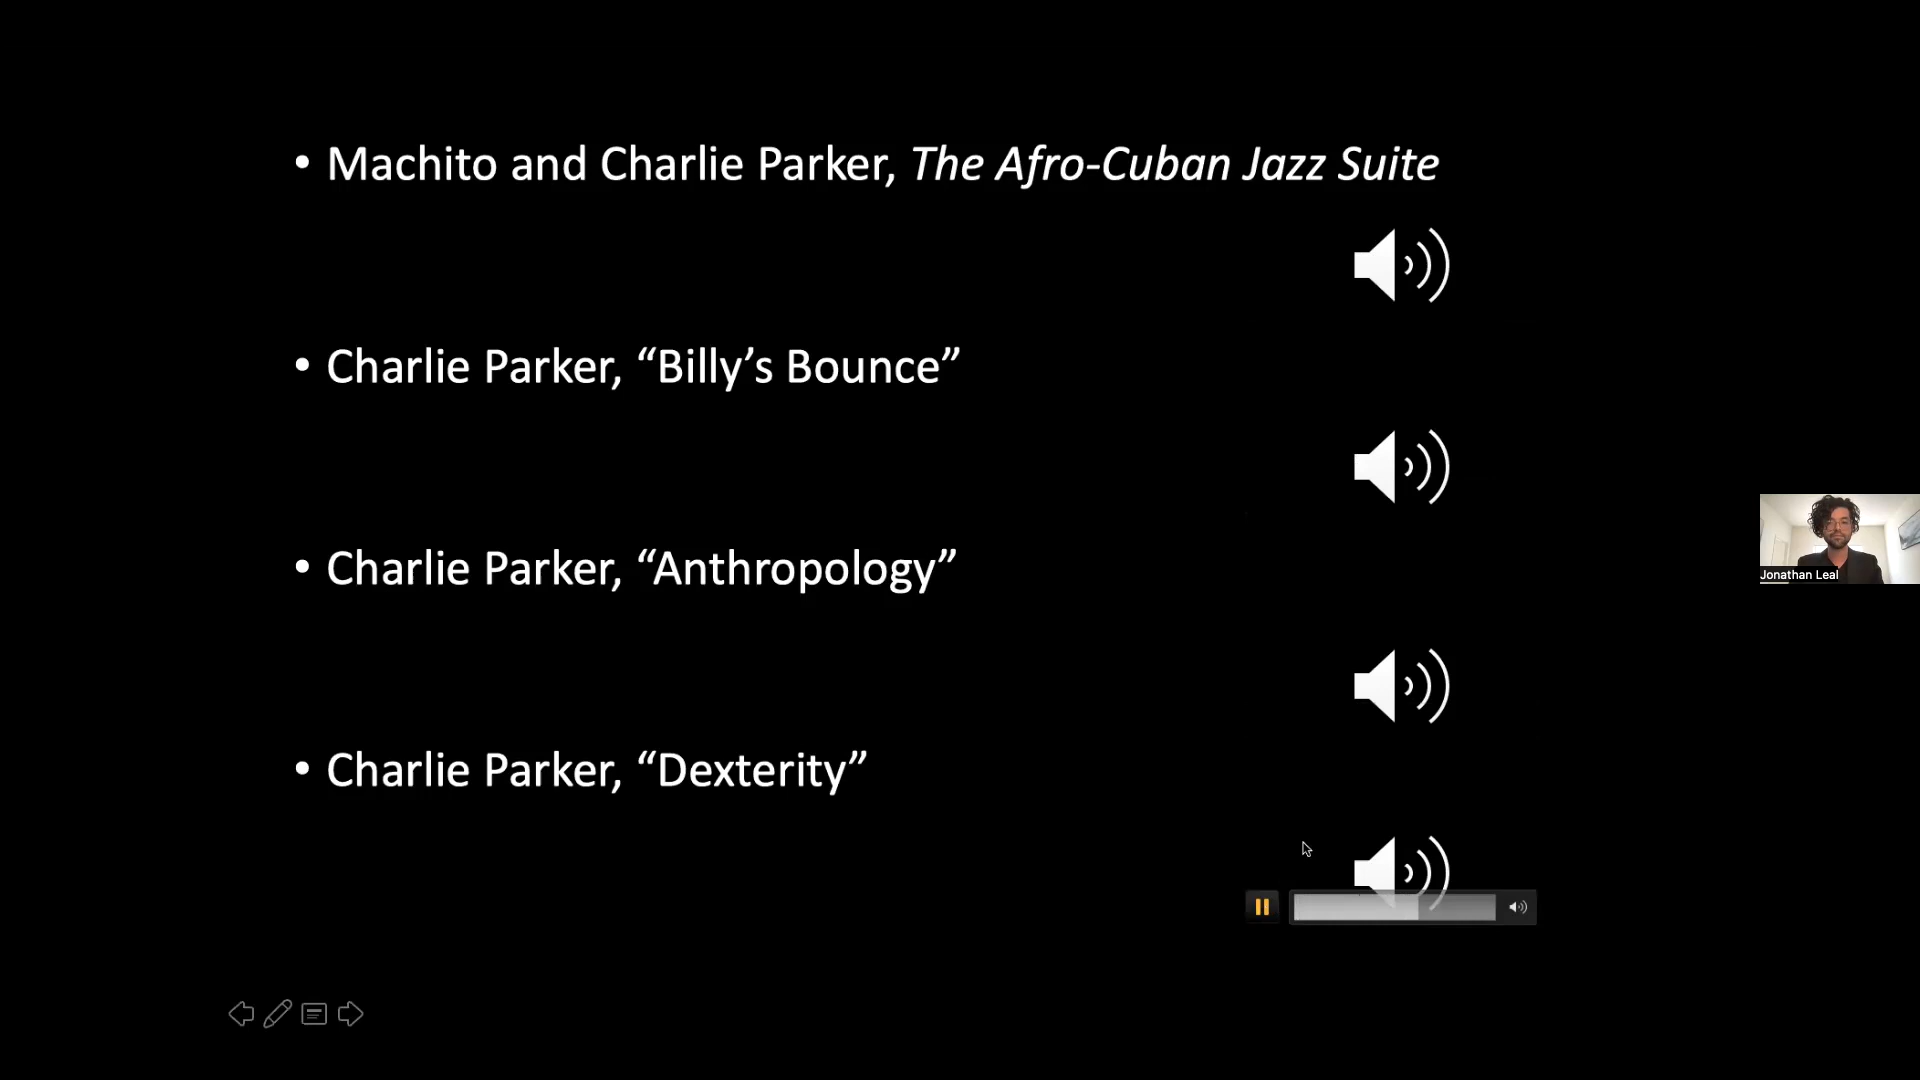 • Machito and Charlie Parker, The Afro-Cuban Jazz Suite
• Charlie Parker, “Billy’s Bounce”
• Charlie Parker, “Anthropology”
• Charlie Parker, “Dexterity”
Jonathan Leal